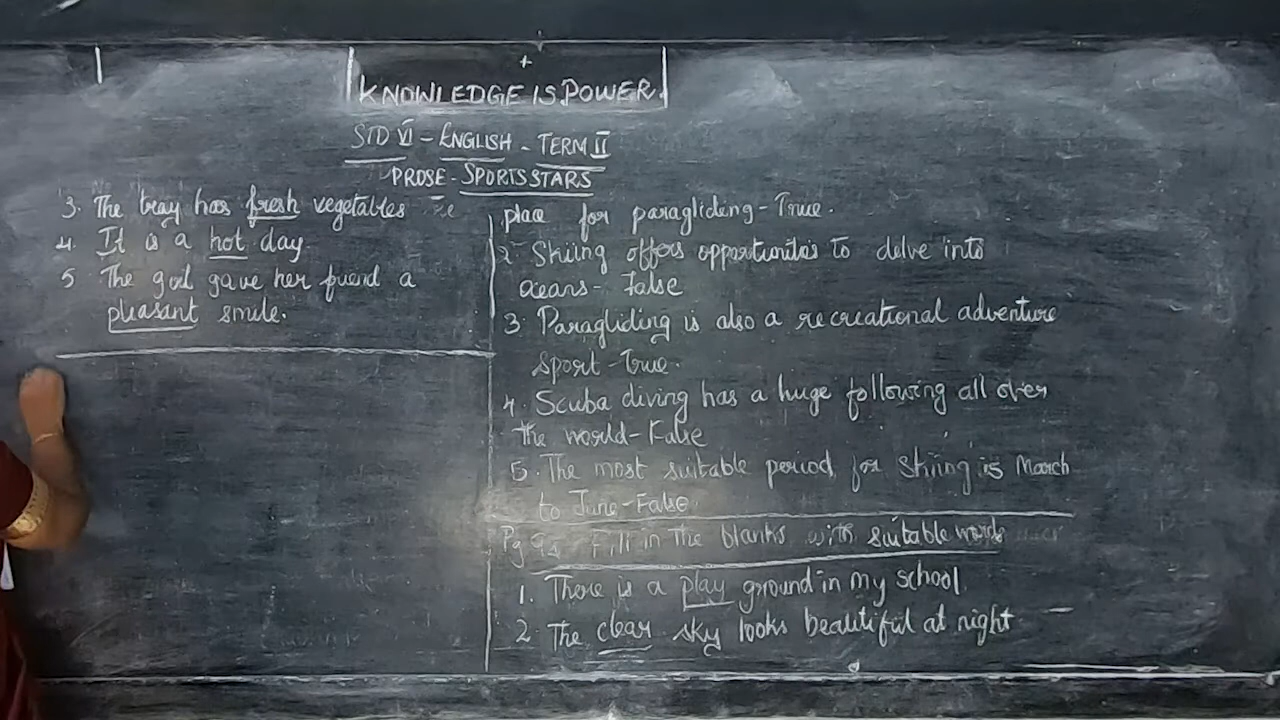 KNOWLEDGE IS POWER.
STD VI - ENGLISH - TERM II
PROSE - SPORTS STARS
3. The tray has fresh vegetables
4. It is a hot day.
5 The girl gave her friend a
pleasant smile.
place for paragliding - True.
2. Skiing offers opportunities to delve into
oceans - False
3. Paragliding is also a recreational adventure
sport - True.
4. Scuba diving has a huge following all over
the world - False
5. The most suitable period for Skiing is March
to June - False.
Pg Fill in the blanks with suitable words
1. There is a play ground in my school.
2. The clear sky looks beautiful at night.